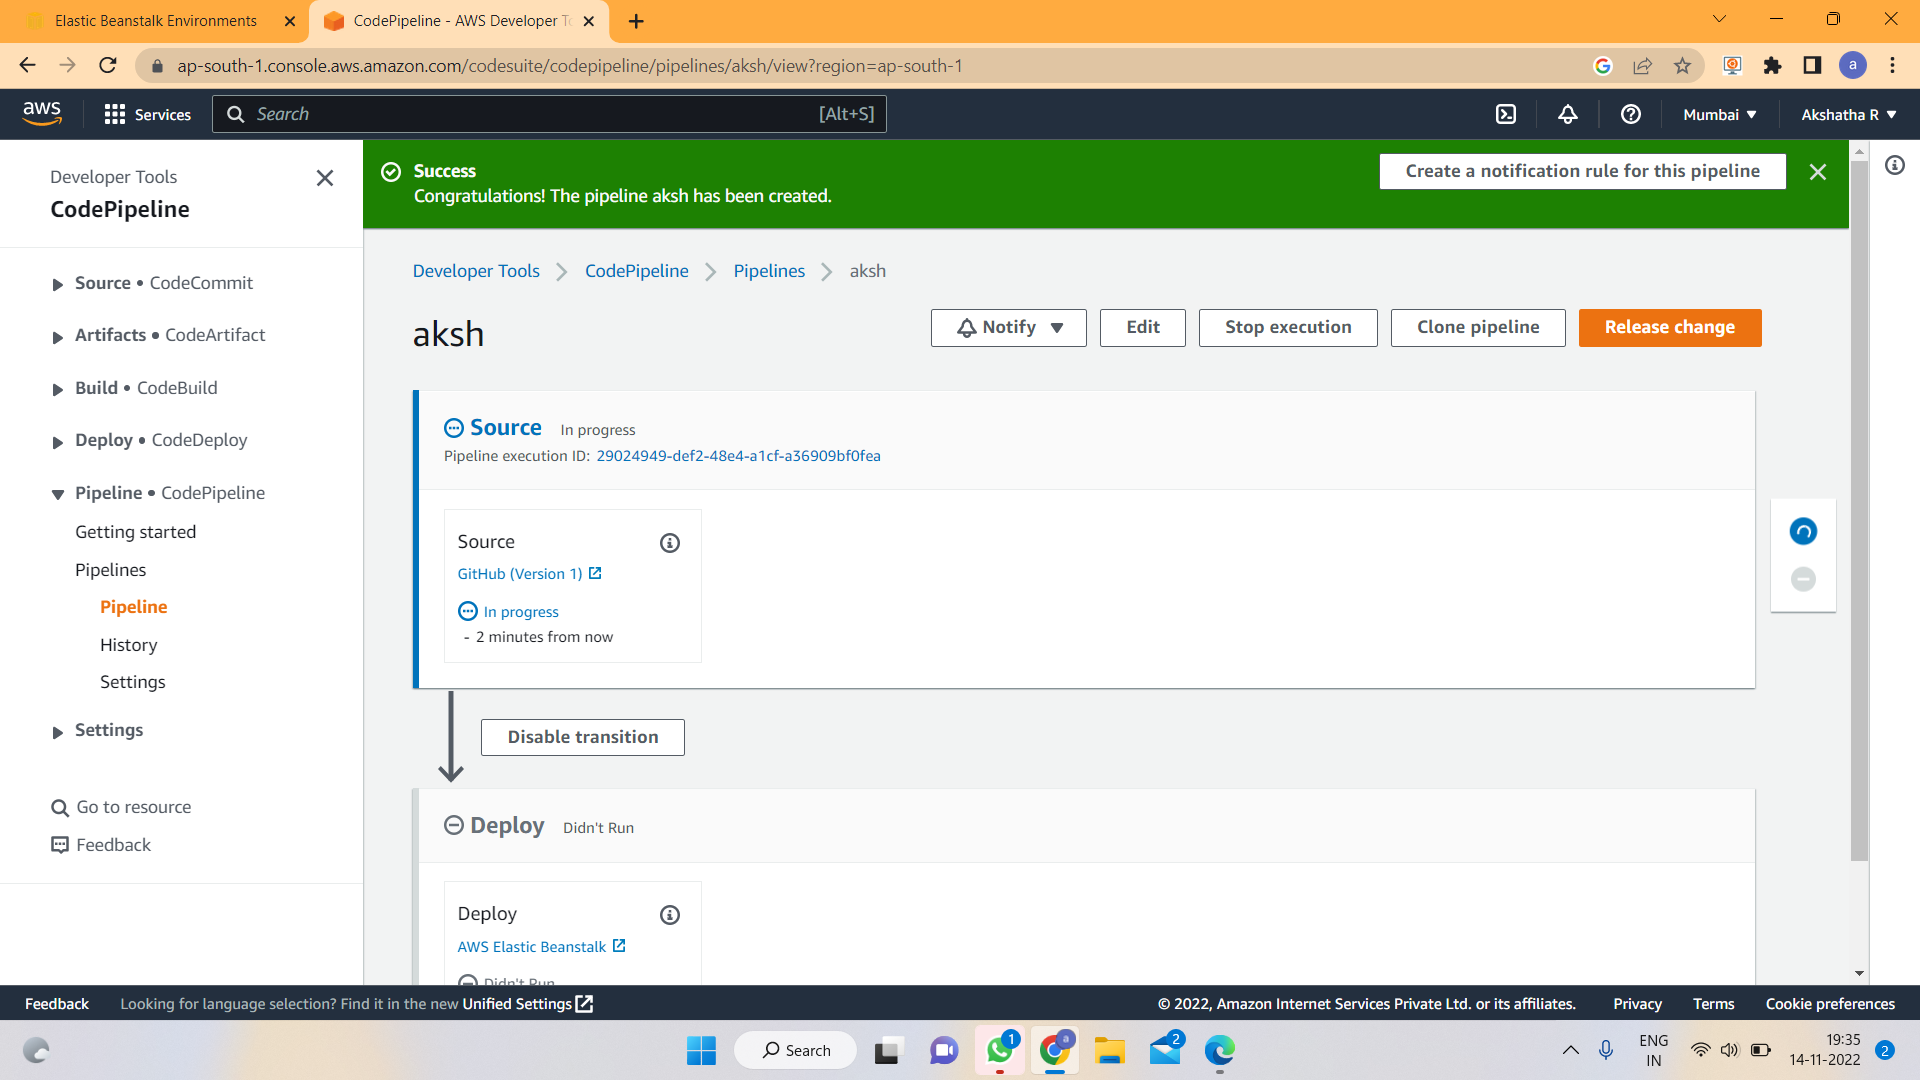 Elastic Beanstalk Environments
CodePipeline - AWS Developer To
ap-south-1.console.aws.amazon.com/codesuite/codepipeline/pipelines/aksh/view?region=ap-south-1
a
aws
Services
Search
[Alt+S]
Mumbai
Akshatha R
Developer Tools
CodePipeline
Source • CodeCommit
Artifacts • CodeArtifact
Build • CodeBuild
Deploy • CodeDeploy
Pipeline • CodePipeline
Getting started
Pipelines
Pipeline
History
Settings
Settings
Go to resource
Feedback
Success
Congratulations! The pipeline aksh has been created.
Create a notification rule for this pipeline
Developer Tools
CodePipeline
Pipelines
aksh
aksh
Notify
Edit
Stop execution
Clone pipeline
Release change
Source In progress
Pipeline execution ID: 29024949-def2-48e4-a1cf-a36909bf0fea
Source
GitHub (Version 1)
In progress
- 2 minutes from now
Disable transition
Deploy Didn't Run
Deploy
AWS Elastic Beanstalk
Didn't Run
Feedback
Looking for language selection? Find it in the new Unified Settings
© 2022, Amazon Internet Services Private Ltd. or its affiliates.
Privacy
Terms
Cookie preferences
Search
1
a
2
ENG
IN
19:35
14-11-2022
2